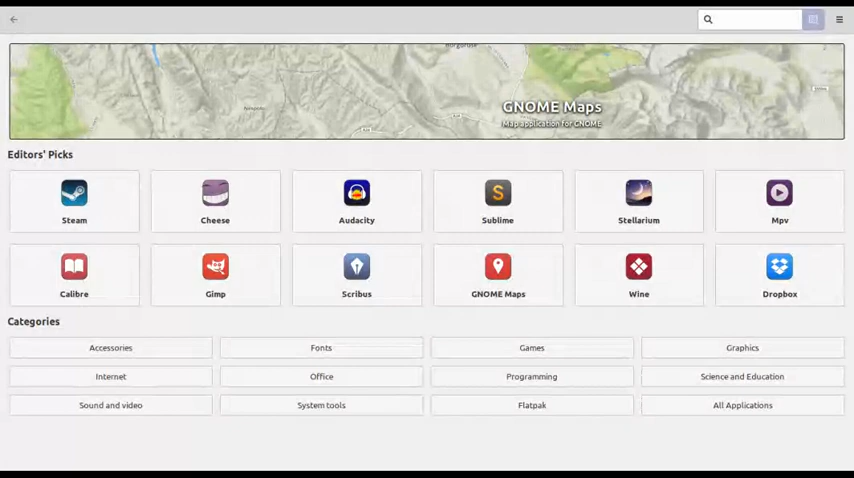 GNOME Maps
Map application for GNOME
Editors' Picks
Steam
Cheese
Audacity
Sublime
Stellarium
Mpv
Calibre
Gimp
Scribus
GNOME Maps
Wine
Dropbox
Categories
Accessories
Fonts
Games
Graphics
Internet
Office
Programming
Science and Education
Sound and video
System tools
Flatpak
All Applications